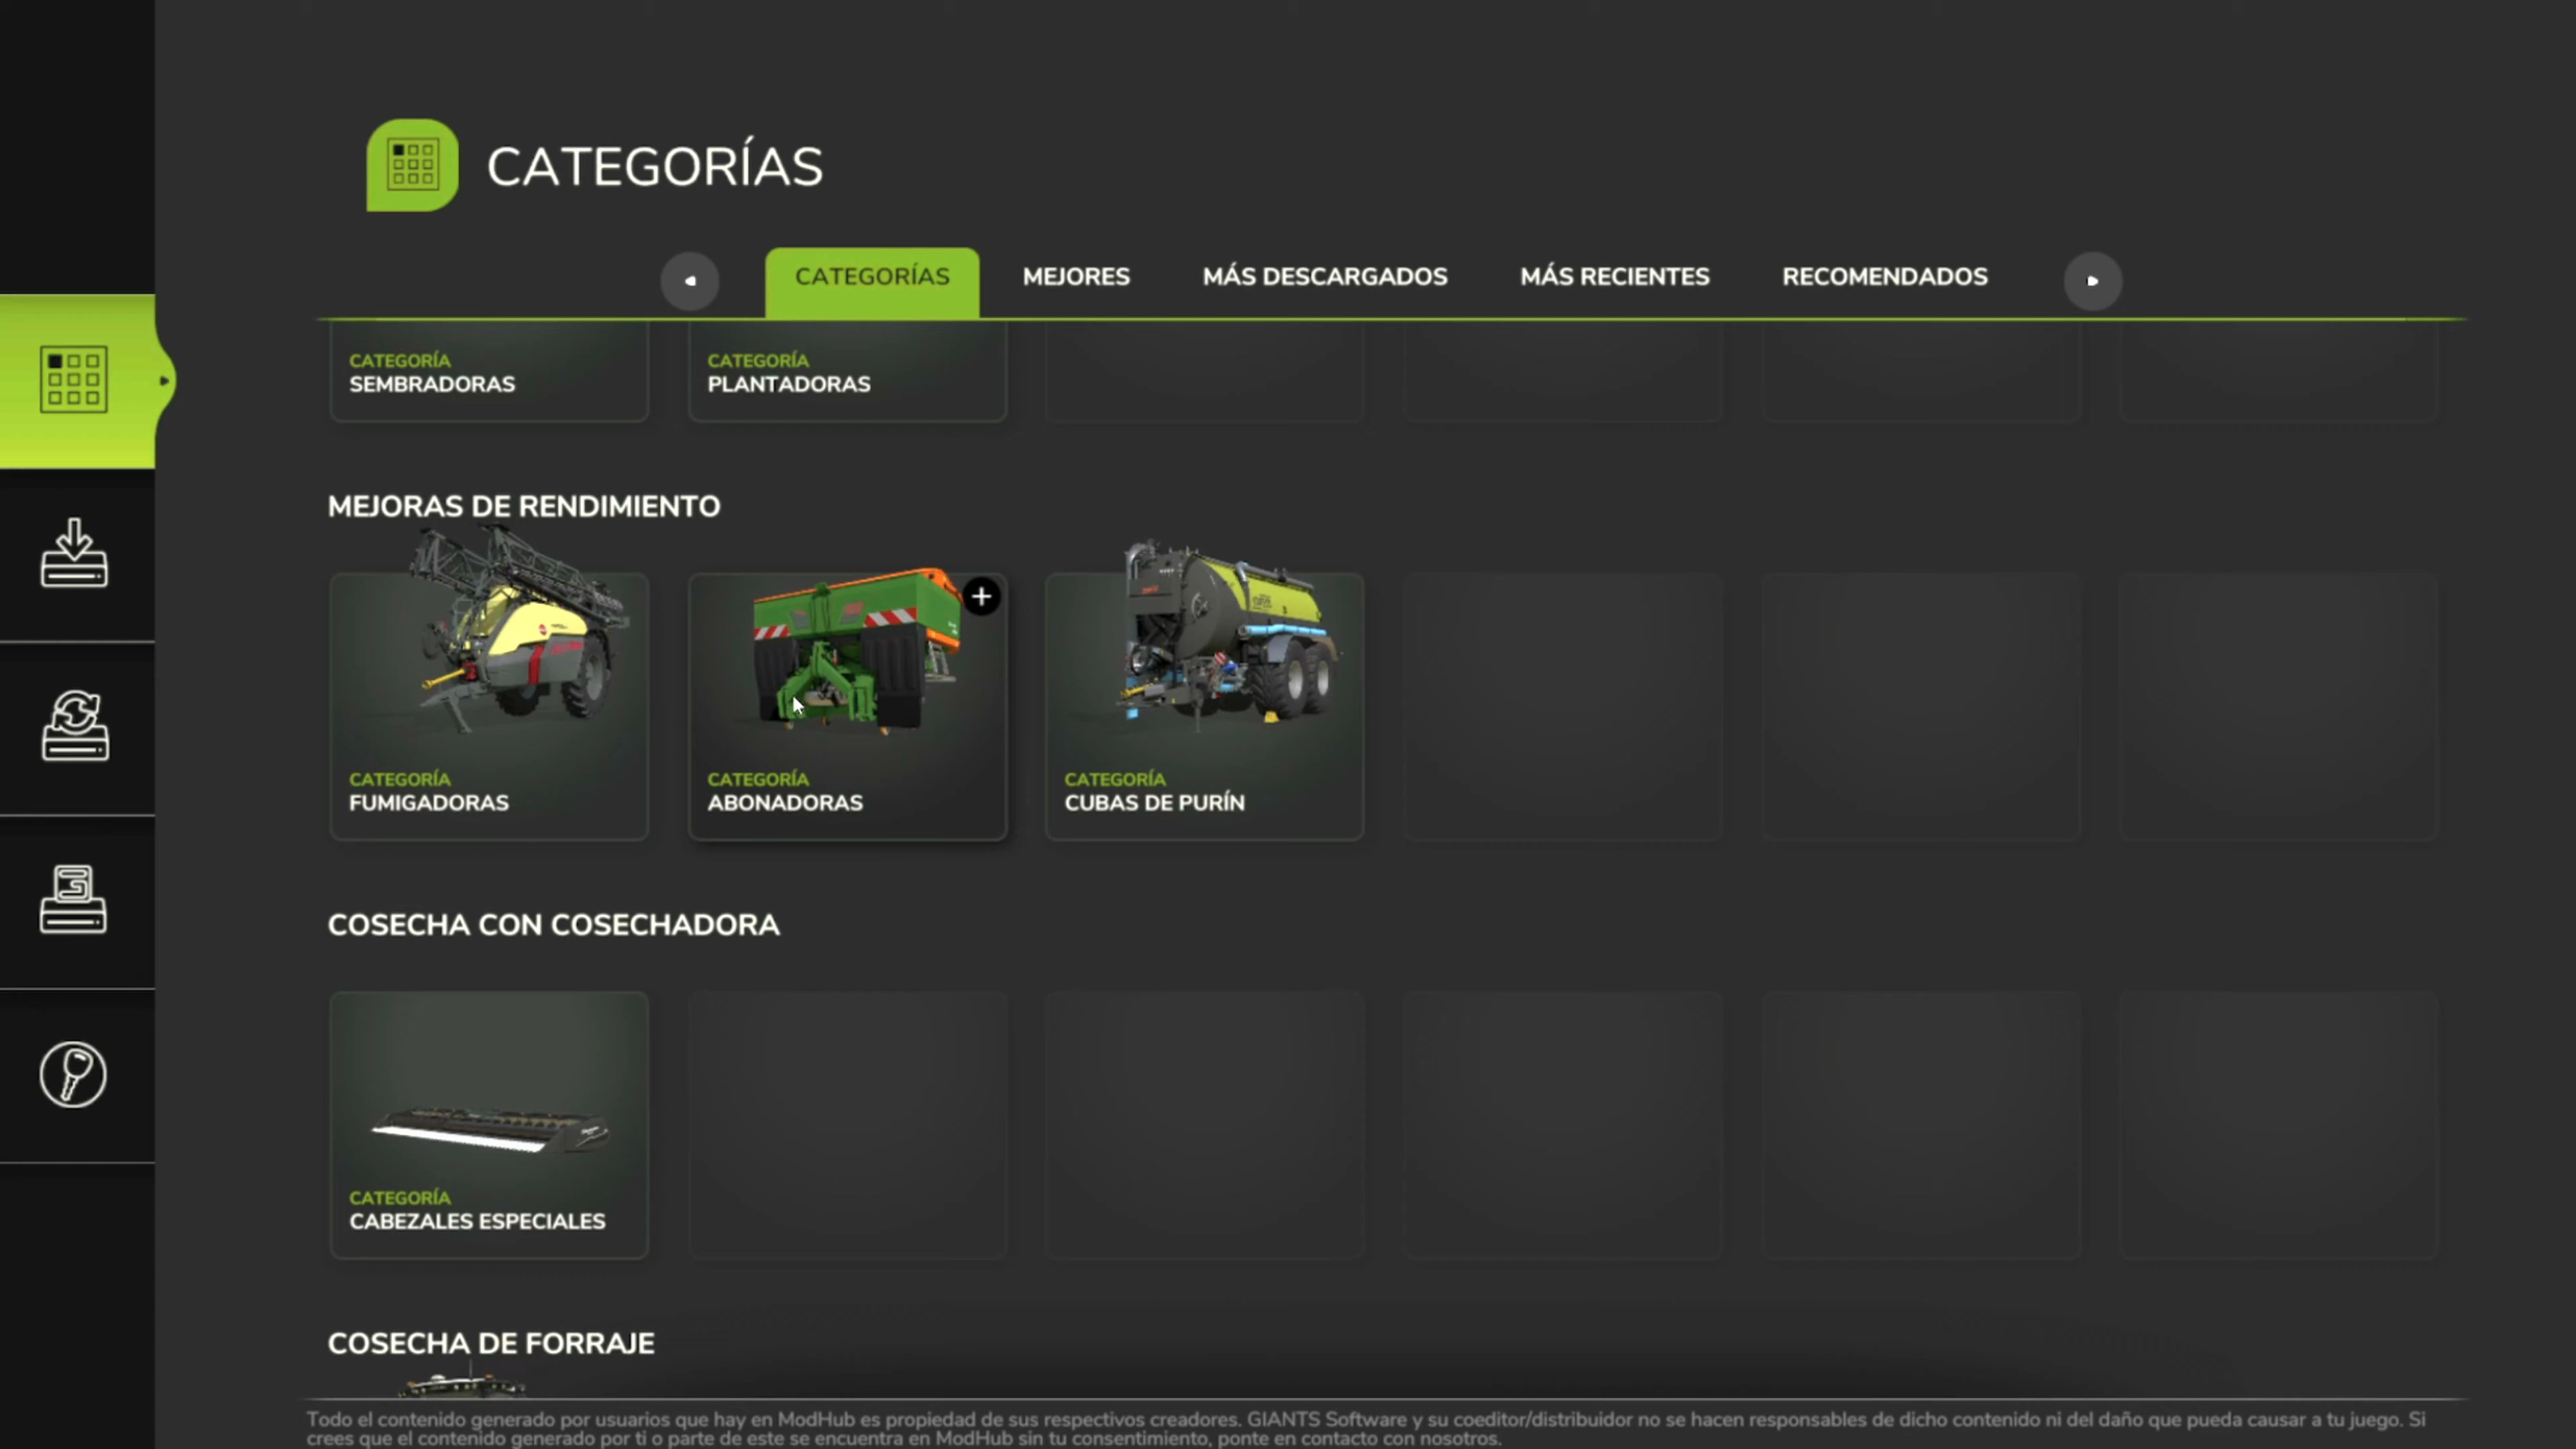 CATEGORÍAS
CATEGORÍAS MEJORES MÁS DESCARGADOS MÁS RECIENTES RECOMENDADOS
CATEGORÍA
SEMBRADORAS
CATEGORÍA
PLANTADORAS
MEJORAS DE RENDIMIENTO
CATEGORÍA
FUMIGADORAS
CATEGORÍA
ABONADORAS
CATEGORÍA
CUBAS DE PURÍN
COSECHA CON COSECHADORA
CATEGORÍA
CABEZALES ESPECIALES
COSECHA DE FORRAJE
Todo el contenido generado por usuarios que hay en ModHub es propiedad de sus respectivos creadores. GIANTS Software y su coeditor/distribuidor no se hacen responsables de dicho contenido ni del daño que pueda causar a tu juego. Si
crees que el contenido generado por ti o parte de este se encuentra en ModHub sin tu consentimiento, ponte en contacto con nosotros.